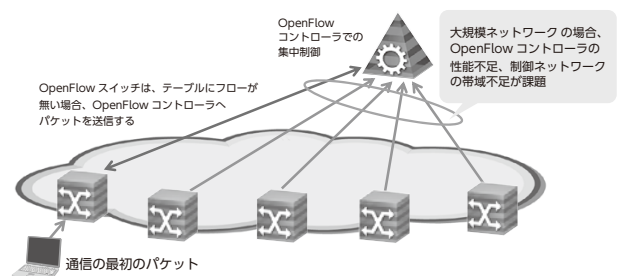 OpenFlow
コントローラでの
集中制御
大規模ネットワーク の場合、
OpenFlow コントローラの
性能不足、制御ネットワーク
の帯域不足が課題
OpenFlow スイッチは、テーブルにフローが
無い場合、OpenFlow コントローラへ
パケットを送信する
通信の最初のパケット